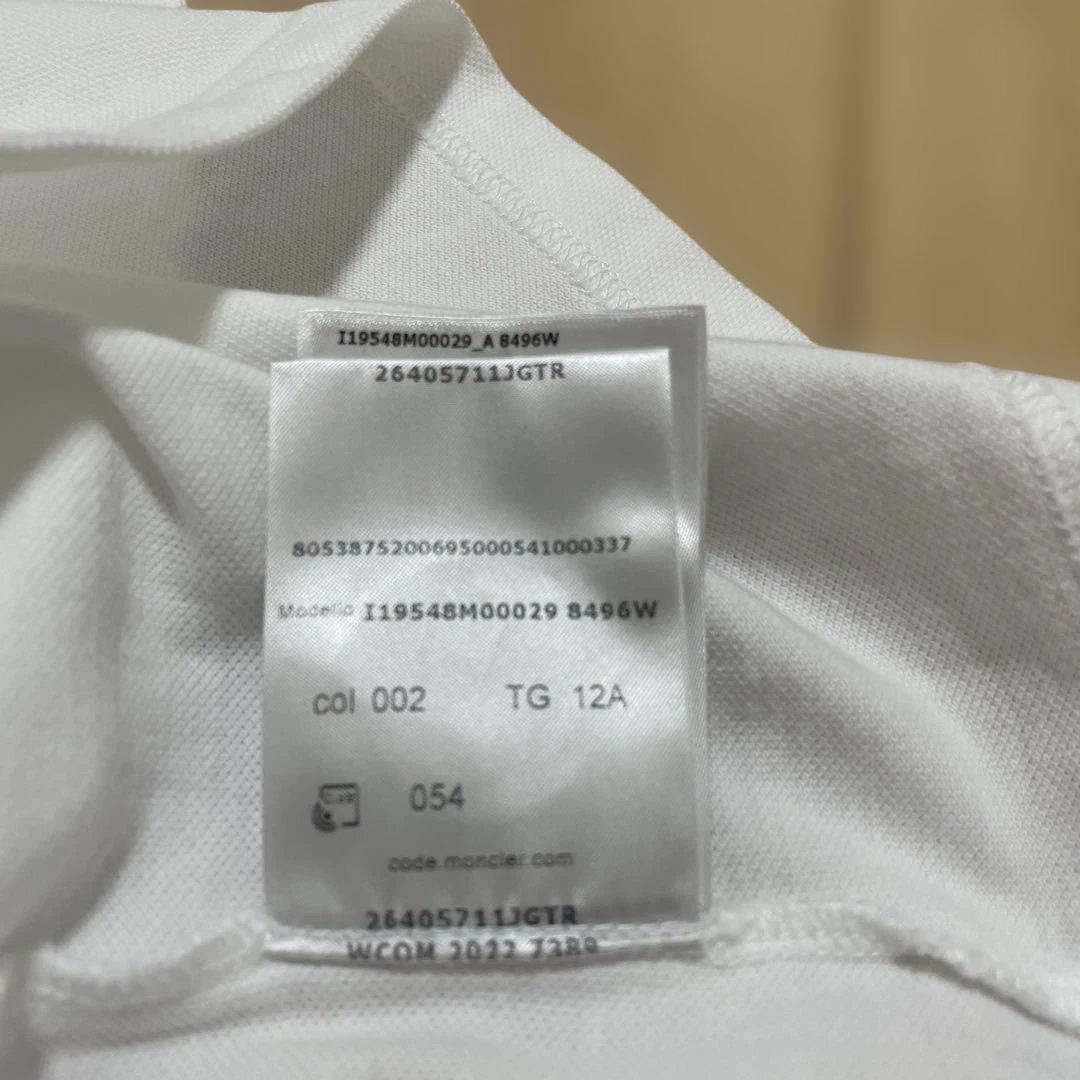 I19548M00029_A 8496W
26405711JGTR
8053875200695000541000337
Modello I19548M00029 8496W
col 002 TG 12A
054
code.moncler.com
26405711JGTR
WCOM 2022 7389